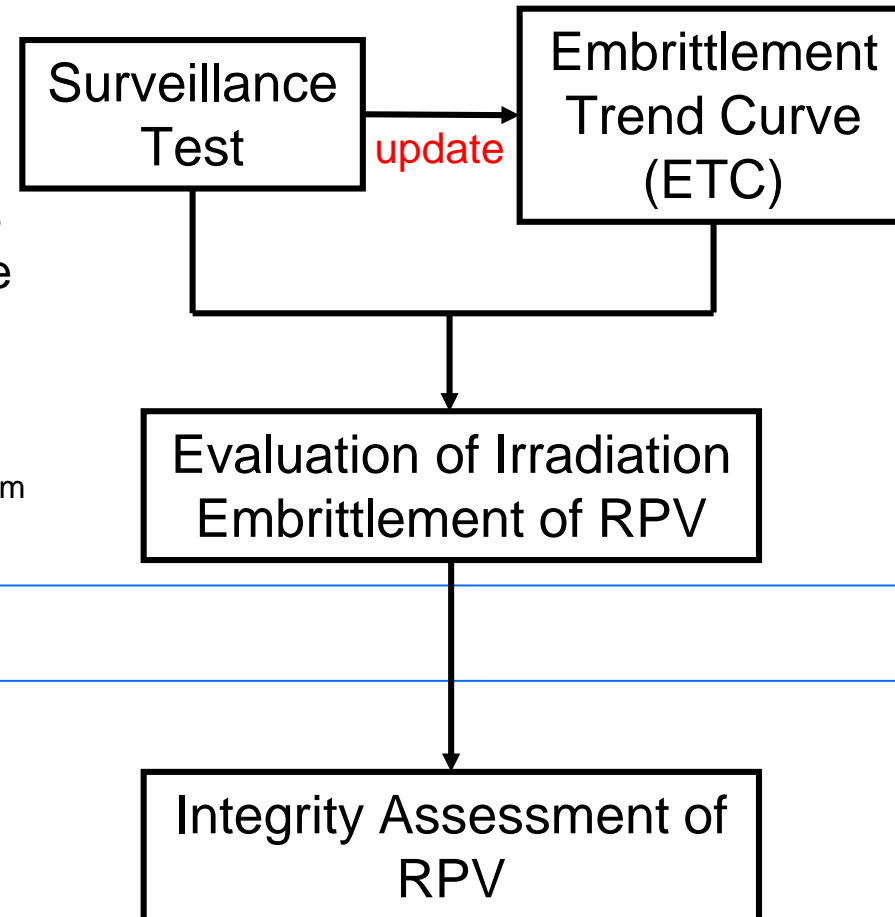 Surveillance
Test
update
Embrittlement
Trend Curve
(ETC)
e
m
Evaluation of Irradiation
Embrittlement of RPV
Integrity Assessment of
RPV